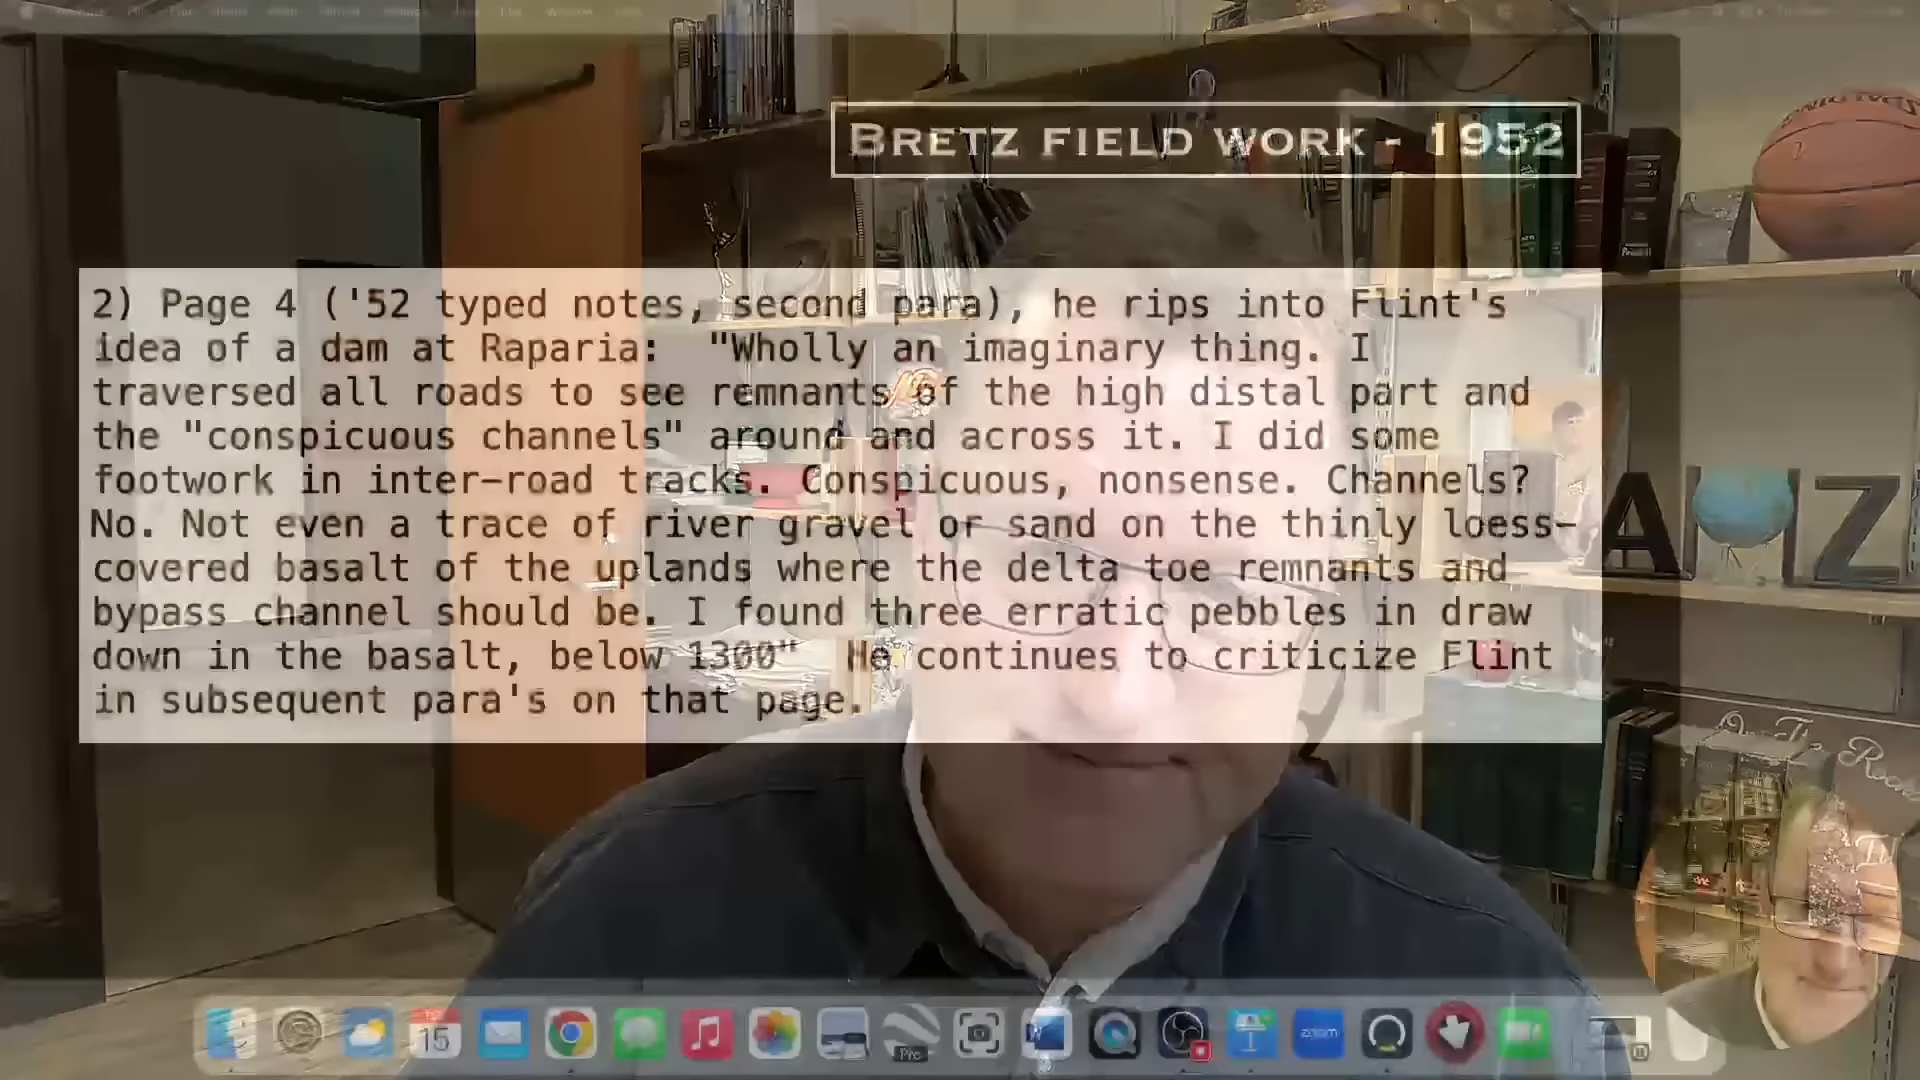 BRETZ FIELD WORK - 1952
SPALDING
2) Page 4 ('52 typed notes, second para), he rips into Flint's
idea of a dam at Raparia:  "Wholly an imaginary thing. I
traversed all roads to see remnants of the high distal part and
the "conspicuous channels" around and across it. I did some
footwork in inter-road tracks. Conspicuous, nonsense. Channels?
No. Not even a trace of river gravel or sand on the thinly loess-
covered basalt of the uplands where the delta toe remnants and
bypass channel should be. I found three erratic pebbles in draw
down in the basalt, below 1300"  He continues to criticize Flint
in subsequent para's on that page.
A Z
15
Pro
zoom